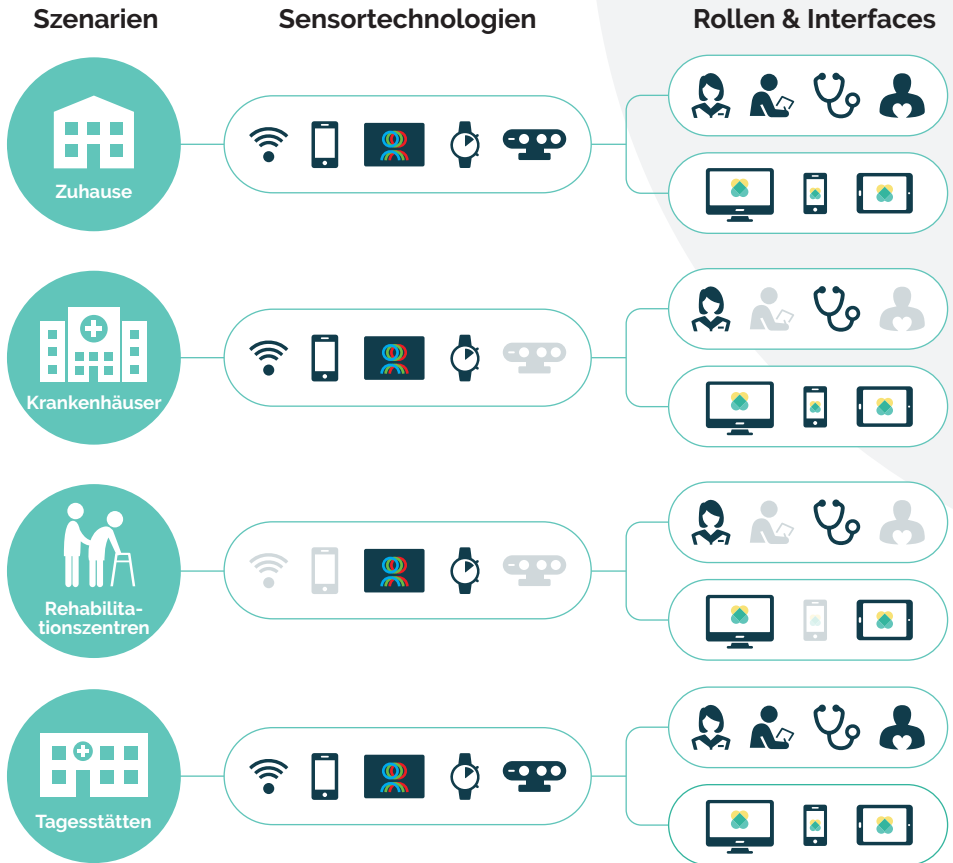 Szenarien
Sensortechnologien
Rollen & Interfaces
Zuhause
Krankenhäuser
Rehabilita-
tionszentren
Tagesstätten